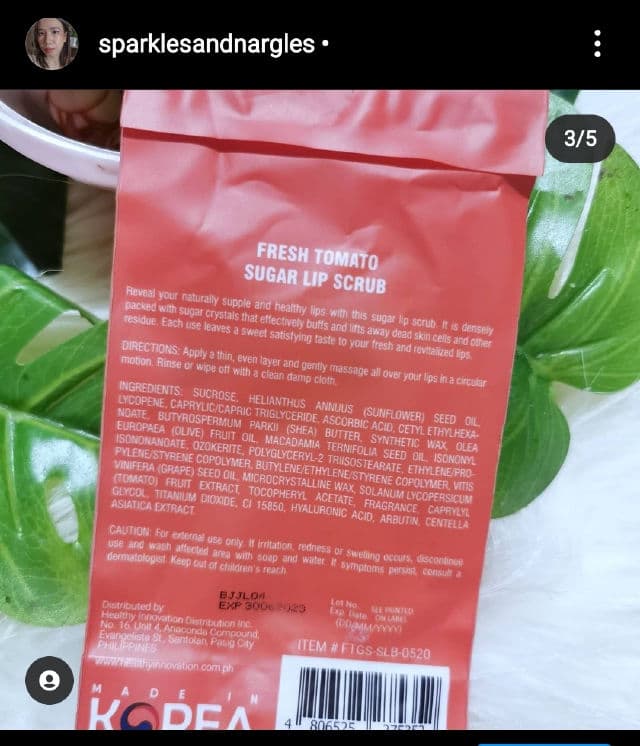 sparklesandnargles •
3/5
FRESH TOMATO
SUGAR LIP SCRUB
Reveal your naturally supple and healthy lips with this sugar lip scrub. It is densely
packed with sugar crystals that effectively buffs and lifts away dead skin cells and other
residue. Each use leaves a sweet satisfying taste to your fresh and revitalized lips.
DIRECTIONS: Apply a thin, even layer and gently massage all over your lips in a circular
motion. Rinse or wipe off with a clean damp cloth.
INGREDIENTS: SUCROSE, HELIANTHUS ANNUUS (SUNFLOWER) SEED OIL,
LYCOPENE, CAPRYLIC/CAPRIC TRIGLYCERIDE, ASCORBIC ACID, CETYL ETHYLHEXA-
NOATE, BUTYROSPERMUM PARKII (SHEA) BUTTER, SYNTHETIC WAX, OLEA
EUROPAEA (OLIVE) FRUIT OIL, MACADAMIA TERNIFOLIA SEED OIL, ISONONYL
ISONONANOATE, OZOKERITE, POLYGLYCERYL-2 TRIISOSTEARATE, ETHYLENE/PRO-
PYLENE/STYRENE COPOLYMER, BUTYLENE/ETHYLENE/STYRENE COPOLYMER, VITIS
VINIFERA (GRAPE) SEED OIL, MICROCRYSTALLINE WAX, SOLANUM LYCOPERSICUM
(TOMATO) FRUIT EXTRACT, TOCOPHERYL ACETATE, FRAGRANCE, CAPRYLYL
GLYCOL, TITANIUM DIOXIDE, CI 15850, HYALURONIC ACID, ARBUTIN, CENTELLA
ASIATICA EXTRACT.
CAUTION: For external use only. If irritation, redness or swelling occurs, discontinue
use and wash affected area with soap and water. If symptoms persist, consult a
dermatologist. Keep out of children's reach.
BJJL04
EXP
Distributed by:
Healthy Innovation Distribution Inc.
No. 16, Unit 4, Anaconda Compound,
Evangelista St., Santolan, Pasig City
PHILIPPINES
www.healthyinnovation.com.ph
Lot No. SEE PRINTED
Exp. Date. ON LABEL
(DD/MM/YYYY)
ITEM # FTGS-SLB-0520
MADE IN
KOREA
4 806525